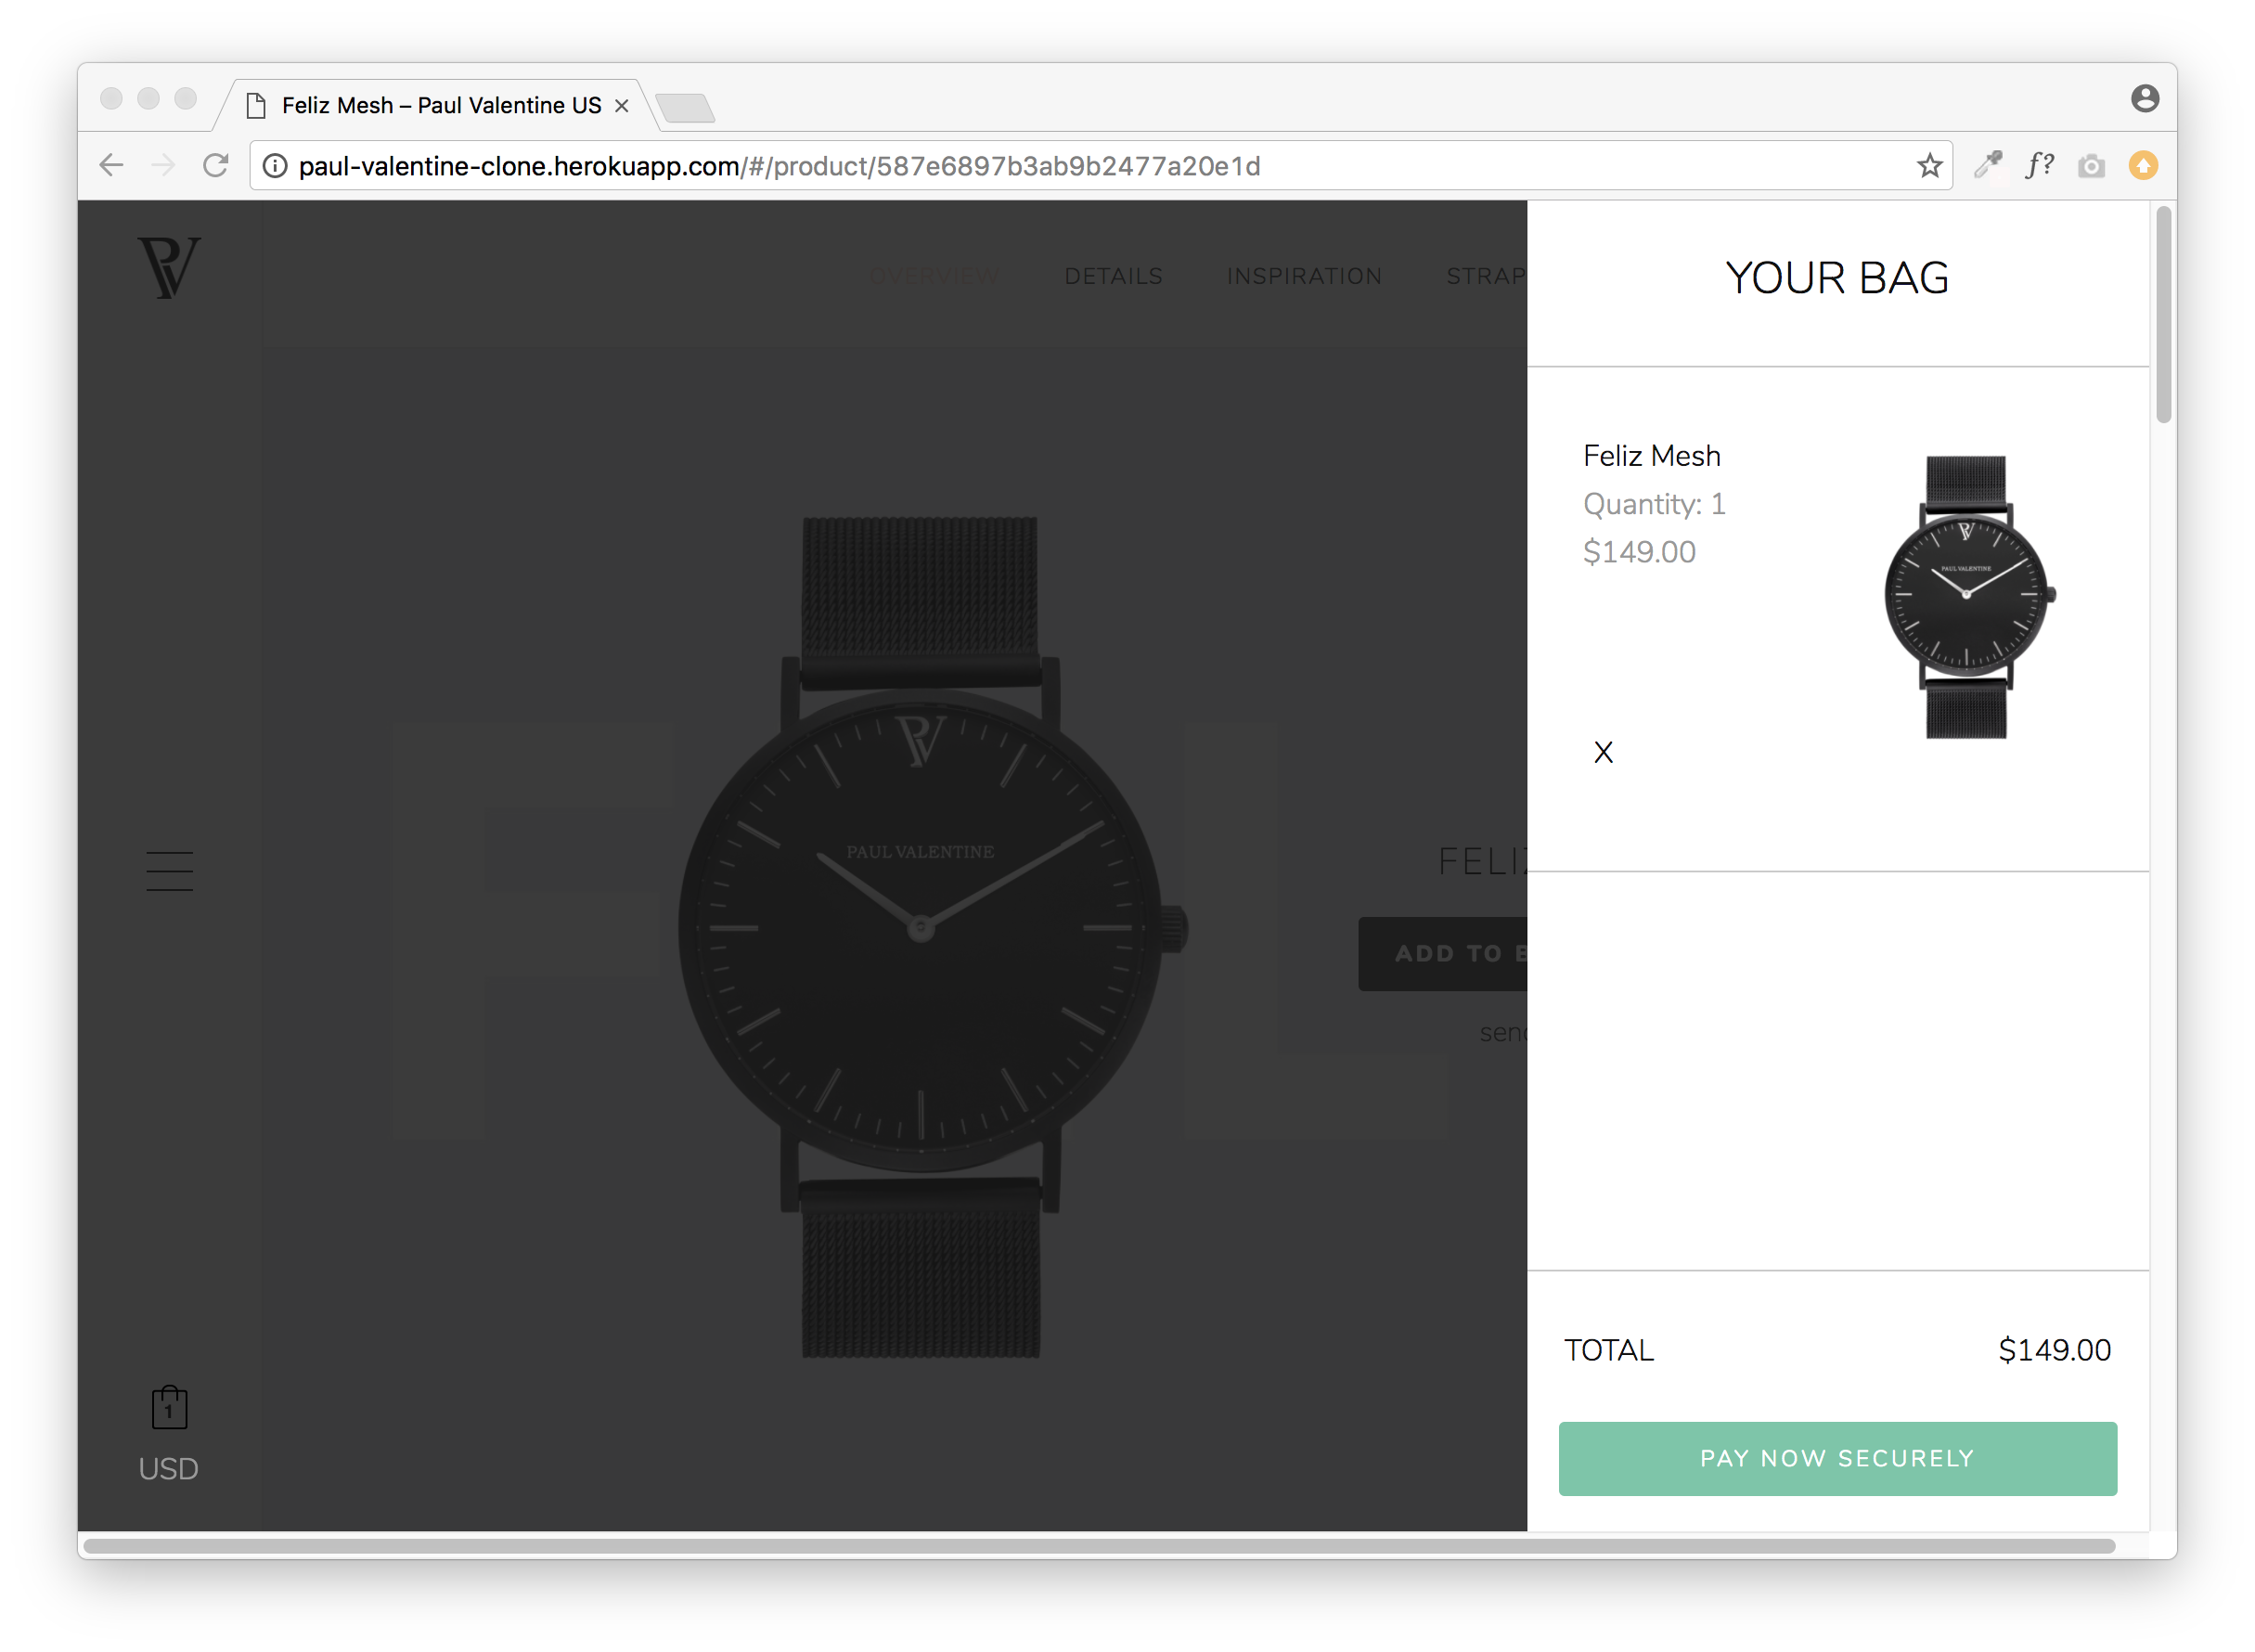 Feliz Mesh – Paul Valentine US
paul-valentine-clone.herokuapp.com/#/product/587e6897b3ab9b2477a20e1d
f?
PV
OVERVIEW DETAILS INSPIRATION STRAP
YOUR BAG
Feliz Mesh
Quantity: 1
$149.00
PV
PAUL VALENTINE
X
PV
PAUL VALENTINE
FELIZ
ADD TO B
send
TOTAL $149.00
PAY NOW SECURELY
1
USD